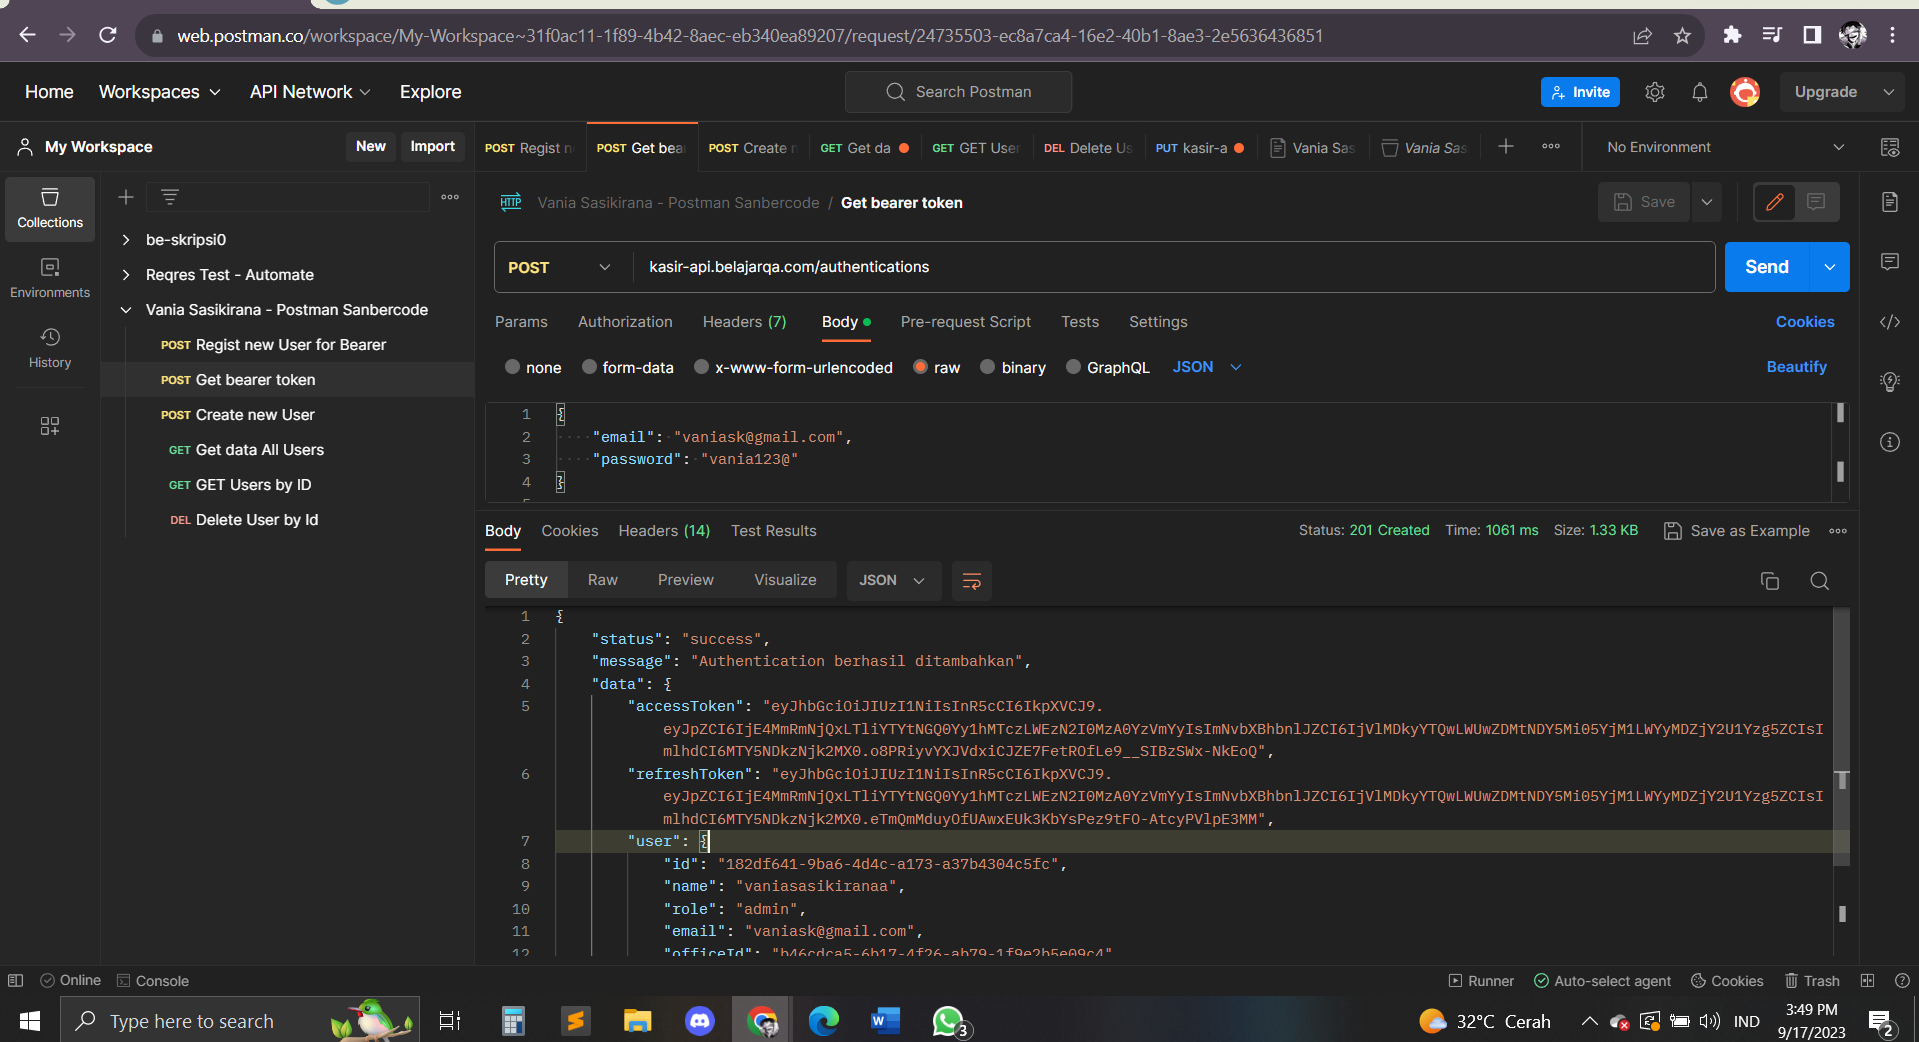 web.postman.co/workspace/My-Workspace~31f0ac11-1f89-4b42-8aec-eb340ea89207/request/24735503-ec8a7ca4-16e2-40b1-8ae3-2e5636436851
Home Workspaces API Network Explore Search Postman Invite Upgrade
My Workspace New Import
POST Regist n POST Get bea POST Create n GET Get da GET GET User DEL Delete Us PUT kasir-a Vania Sas Vania Sas No Environment
Collections
Environments
History
be-skripsi0
Reqres Test - Automate
Vania Sasikirana - Postman Sanbercode
POST Regist new User for Bearer
POST Get bearer token
POST Create new User
GET Get data All Users
GET GET Users by ID
DEL Delete User by Id
HTTP Vania Sasikirana - Postman Sanbercode / Get bearer token Save
POST kasir-api.belajarqa.com/authentications Send
Params Authorization Headers (7) Body Pre-request Script Tests Settings Cookies
none form-data x-www-form-urlencoded raw binary GraphQL JSON Beautify
1 {
2 "email": "vaniask@gmail.com",
3 "password": "vania123@"
4 }
Body Cookies Headers (14) Test Results Status: 201 Created Time: 1061 ms Size: 1.33 KB Save as Example
Pretty Raw Preview Visualize JSON
1 {
2 "status": "success",
3 "message": "Authentication berhasil ditambahkan",
4 "data": {
5 "accessToken": "eyJhbGciOiJIUzI1NiIsInR5cCI6IkpXVCJ9.
eyJpZCI6IjE4MmRmNjQxLTliYTYtNGQ0Yy1hMTczLWEzN2I0MzA0YzVmYyIsImNvbXBhbnlJZCI6IjVlMDkyYTQwLWUwZDMtNDY5Mi05YjM1LWYyMDZjY2U1Yzg5ZCIsI
mlhdCI6MTY5NDkzNjk2MX0.o8PRiyvYXJVdxiCJZE7FetROfLe9__SIBzSWx-NkEoQ",
6 "refreshToken": "eyJhbGciOiJIUzI1NiIsInR5cCI6IkpXVCJ9.
eyJpZCI6IjE4MmRmNjQxLTliYTYtNGQ0Yy1hMTczLWEzN2I0MzA0YzVmYyIsImNvbXBhbnlJZCI6IjVlMDkyYTQwLWUwZDMtNDY5Mi05YjM1LWYyMDZjY2U1Yzg5ZCIsI
mlhdCI6MTY5NDkzNjk2MX0.eTmQmMduyOfUAwxEUk3KbYsPez9tFO-AtcyPVlpE3MM",
7 "user": {
8 "id": "182df641-9ba6-4d4c-a173-a37b4304c5fc",
9 "name": "vaniasasikiranaa",
10 "role": "admin",
11 "email": "vaniask@gmail.com",
12 "officeId": "b46cdca5-6b17-4f26-ab79-1f9e2b5e09c4"
Online Console Runner Auto-select agent Cookies Trash
Type here to search 3 32°C Cerah IND 3:49 PM
9/17/2023 2